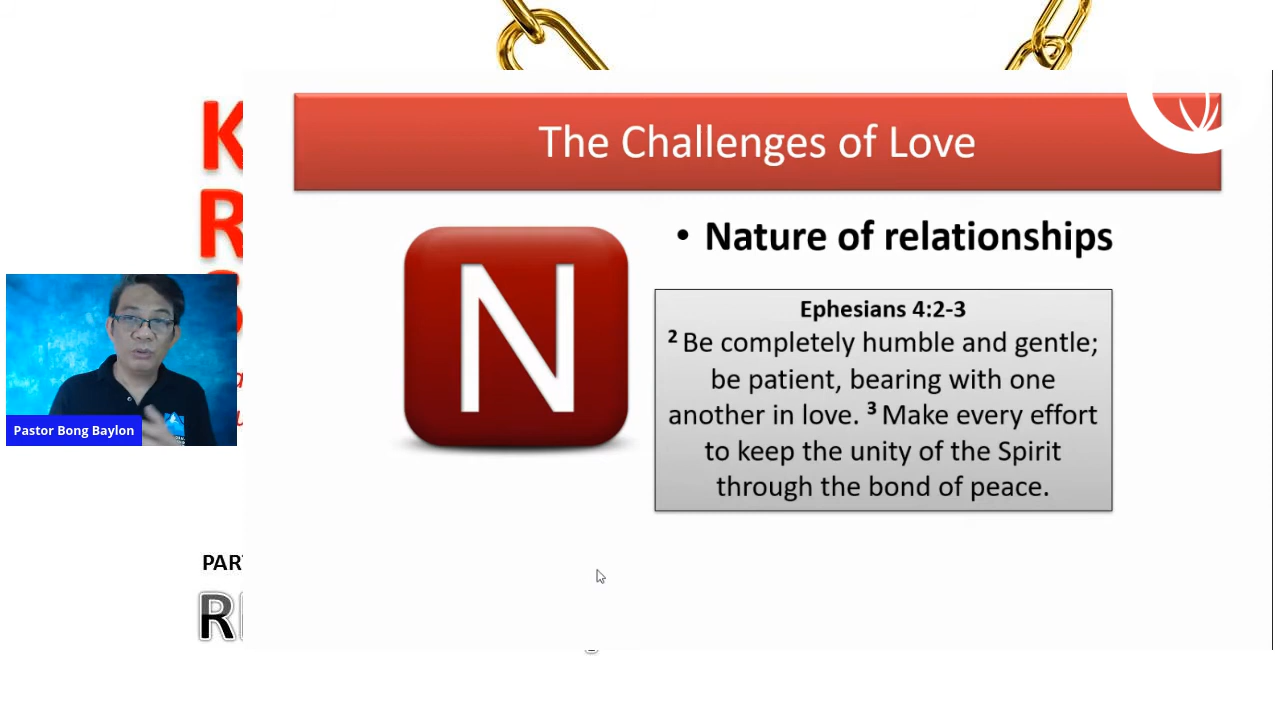 The Challenges of Love
K
R
N
• Nature of relationships
Ephesians 4:2-3
2 Be completely humble and gentle;
be patient, bearing with one
another in love. 3 Make every effort
to keep the unity of the Spirit
through the bond of peace.
Pastor Bong Baylon
PAR
R